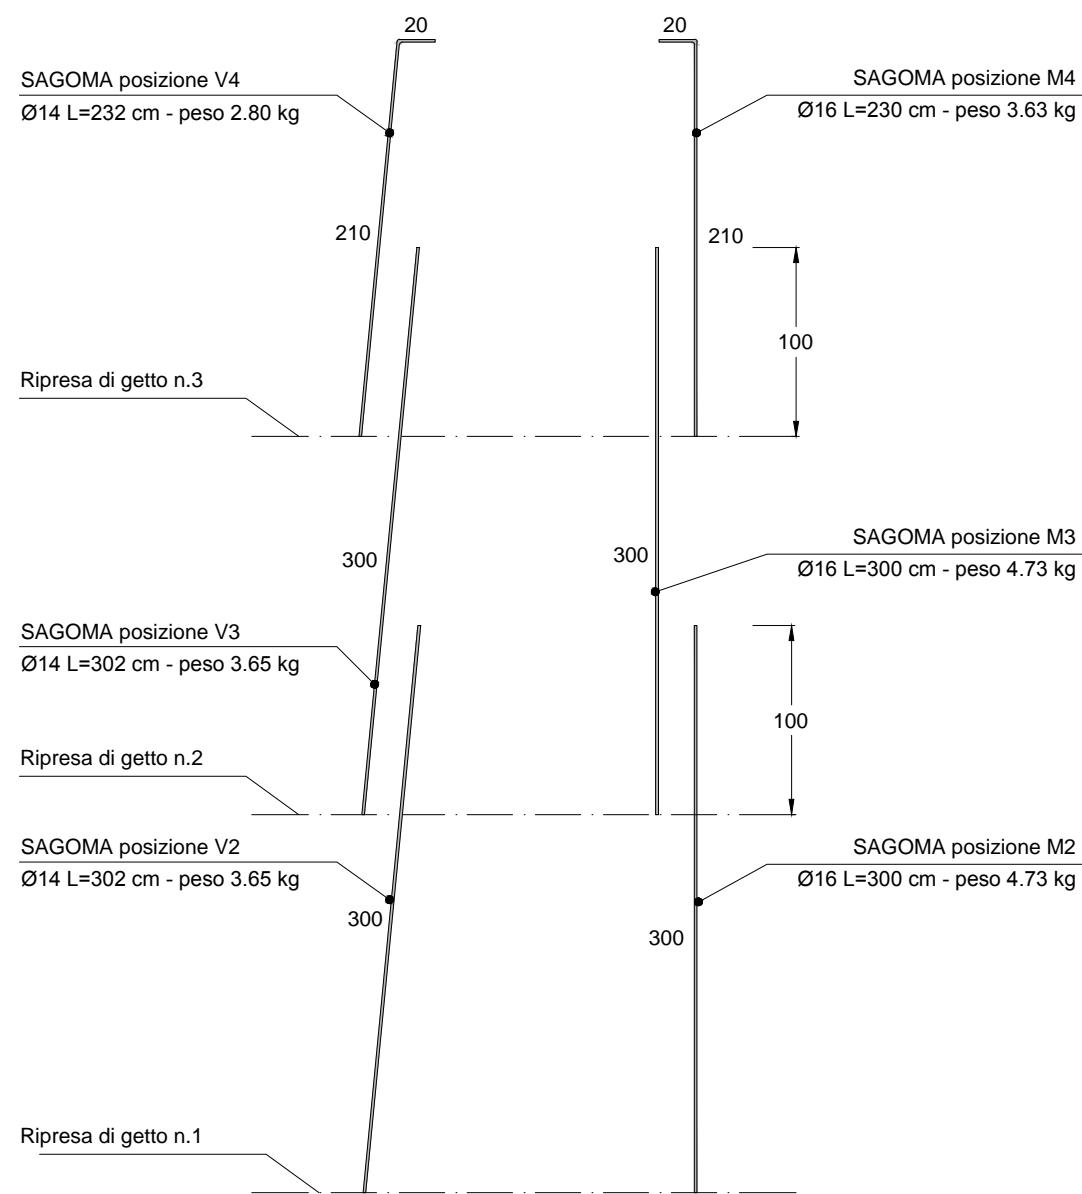 20
20
SAGOMA posizione V4
Ø14 L=232 cm - peso 2.80 kg
SAGOMA posizione M4
Ø16 L=230 cm - peso 3.63 kg
210
210
100
Ripresa di getto n.3
300
300
SAGOMA posizione M3
Ø16 L=300 cm - peso 4.73 kg
SAGOMA posizione V3
Ø14 L=302 cm - peso 3.65 kg
100
Ripresa di getto n.2
SAGOMA posizione V2
Ø14 L=302 cm - peso 3.65 kg
SAGOMA posizione M2
Ø16 L=300 cm - peso 4.73 kg
300
300
Ripresa di getto n.1